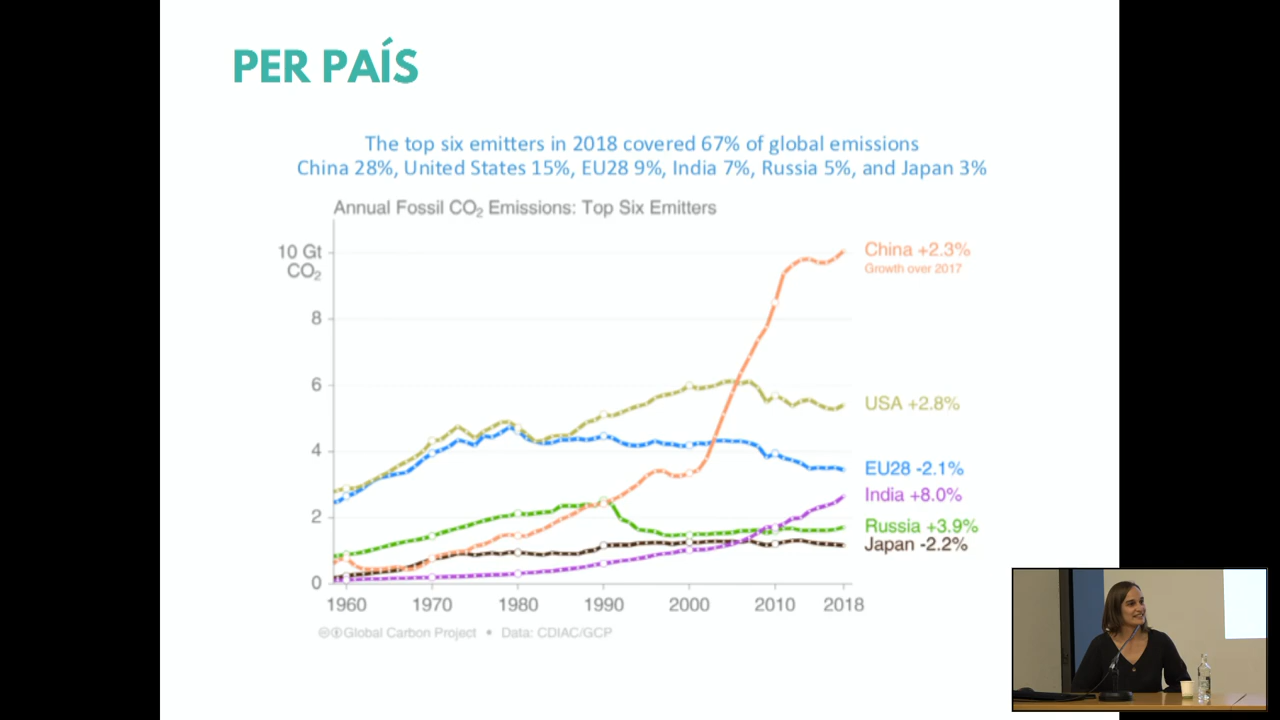 PER PAÍS
The top six emitters in 2018 covered 67% of global emissions
China 28%, United States 15%, EU28 9%, India 7%, Russia 5%, and Japan 3%
Annual Fossil CO₂ Emissions: Top Six Emitters
10 Gt
CO₂
8
6
4
2
0
China +2.3%
Growth over 2017
USA +2.8%
EU28 -2.1%
India +8.0%
Russia +3.9%
Japan -2.2%
1960 1970 1980 1990 2000 2010 2018
Global Carbon Project • Data: CDIAC/GCP